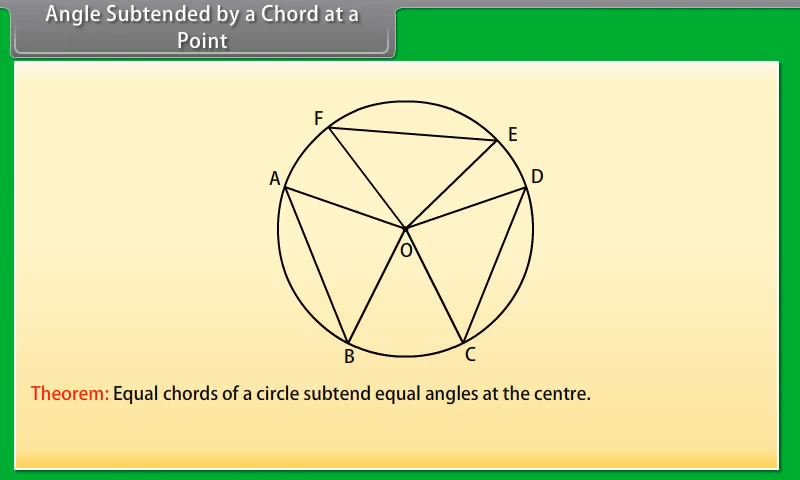 Angle Subtended by a Chord at a
Point
F
E
A
D
O
B
C
Theorem: Equal chords of a circle subtend equal angles at the centre.